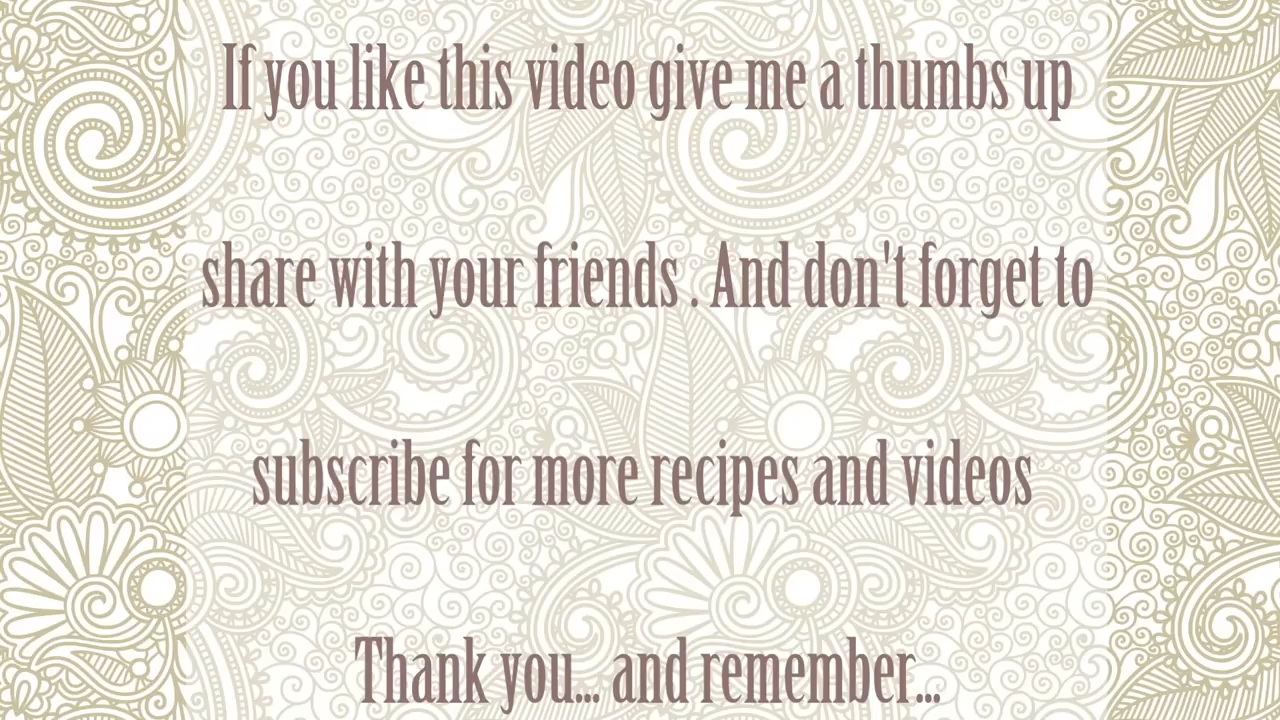 If you like this video give me a thumbs up
share with your friends . And don't forget to
subscribe for more recipes and videos
Thank you... and remember...